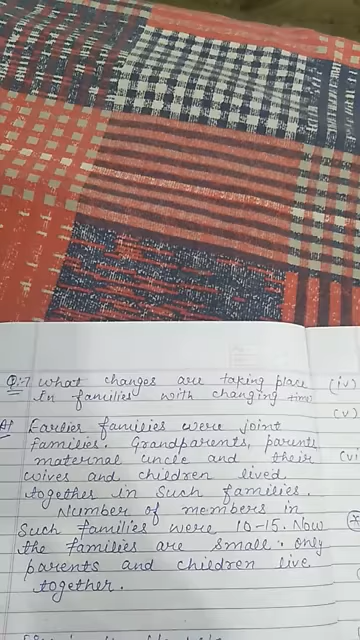 Q:-7 What changes are taking place
in families with changing time
(iv)
(v)
A) Earlier families were joint
families. Grandparents, parents
maternal uncle and their
(vi
wives and children lived
together in such families.
Number of members in
such families were 10-15. Now
the families are small. only
parents and children live
together.